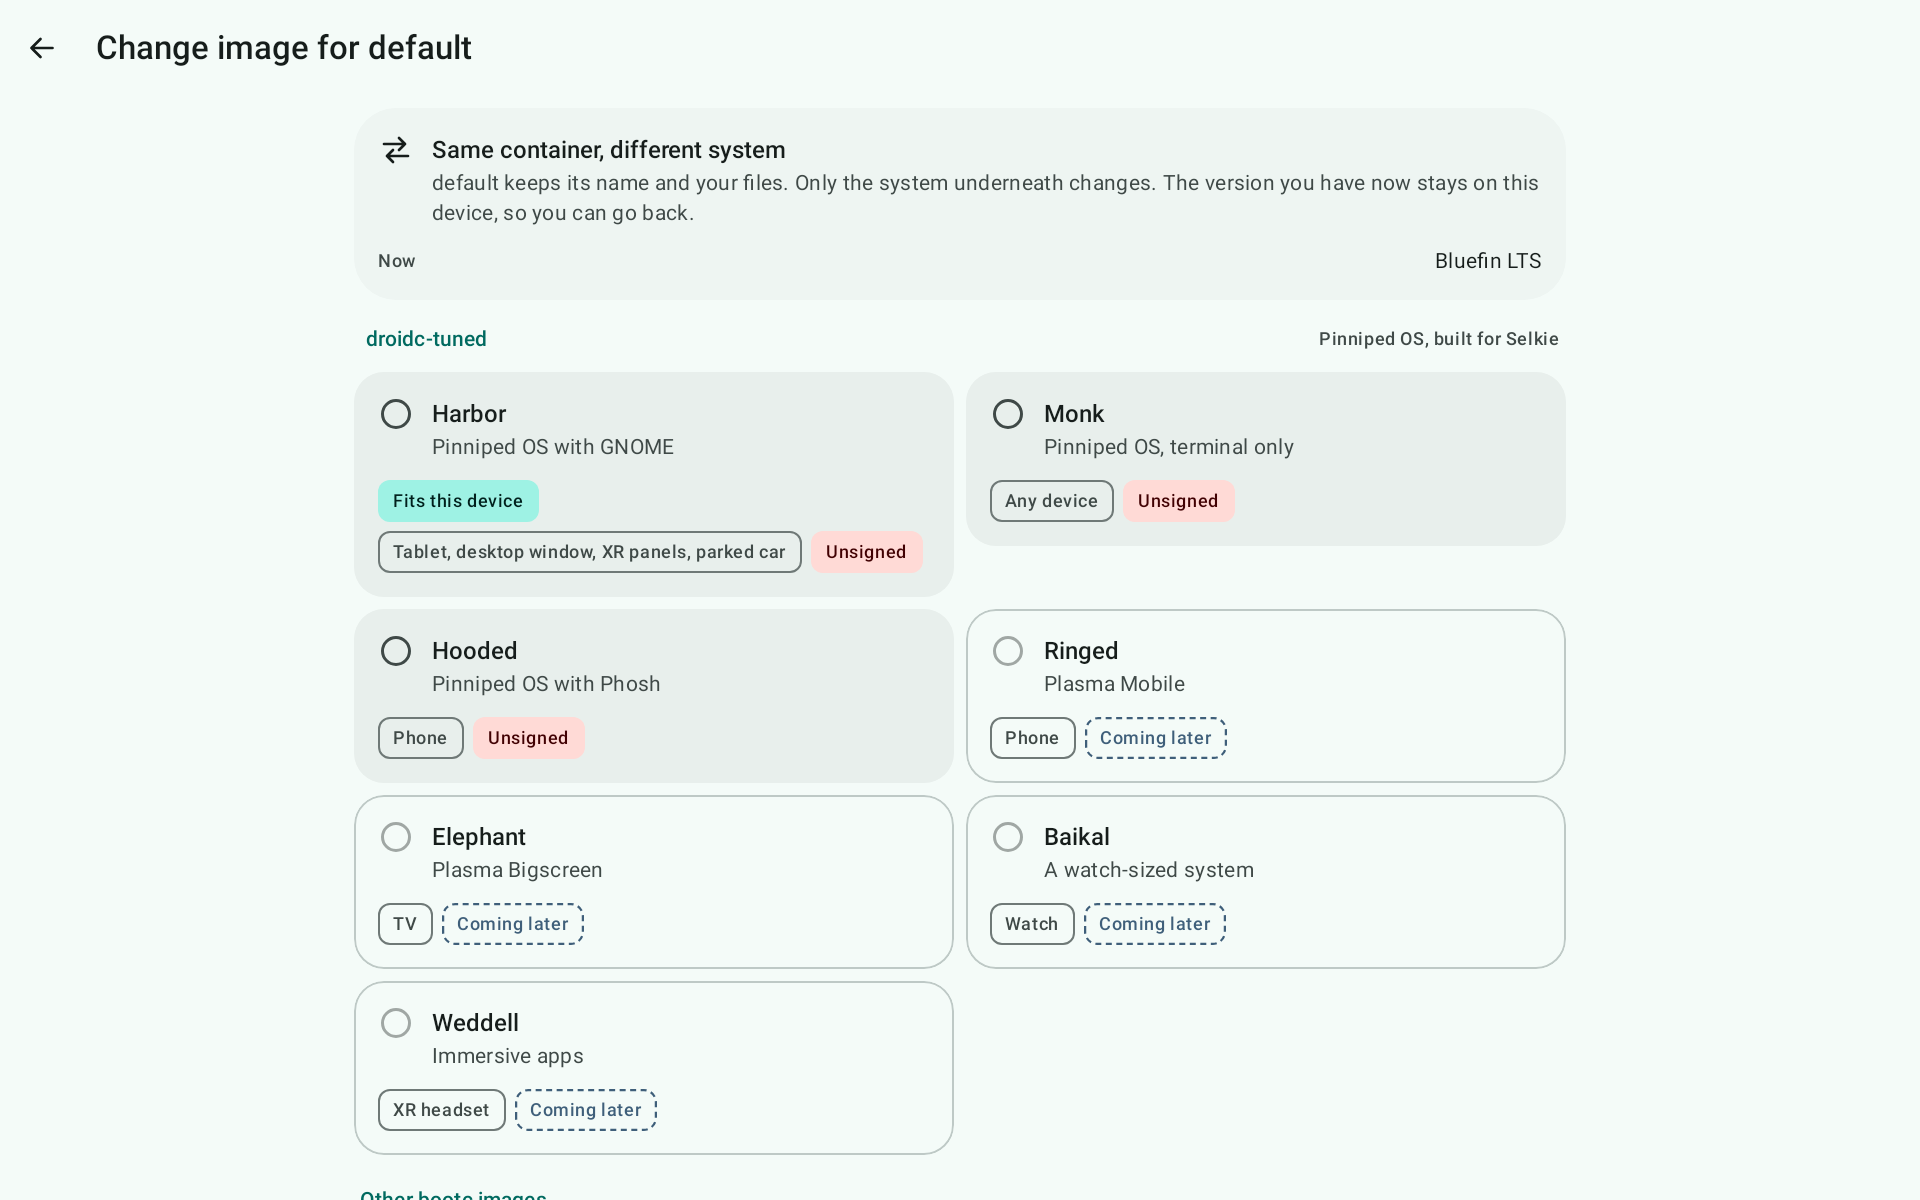 Change image for default
Same container, different system
default keeps its name and your files. Only the system underneath changes. The version you have now stays on this
device, so you can go back.
Now
Bluefin LTS
droidc-tuned
Pinniped OS, built for Selkie
Harbor
Pinniped OS with GNOME
Fits this device
Tablet, desktop window, XR panels, parked car
Unsigned
Monk
Pinniped OS, terminal only
Any device
Unsigned
Hooded
Pinniped OS with Phosh
Phone
Unsigned
Ringed
Plasma Mobile
Phone
Coming later
Elephant
Plasma Bigscreen
TV
Coming later
Baikal
A watch-sized system
Watch
Coming later
Weddell
Immersive apps
XR headset
Coming later
Other bootc images